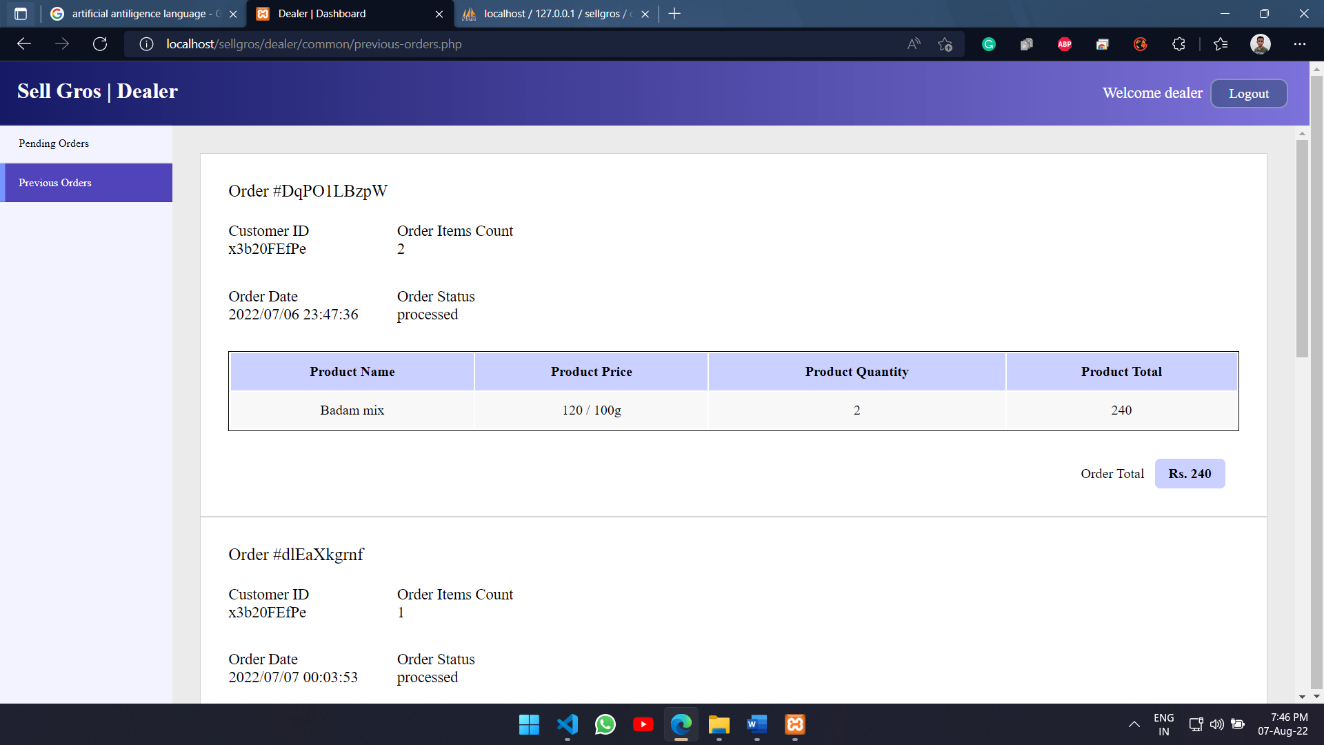 artificial antiligence language - G
Dealer | Dashboard
localhost / 127.0.0.1 / sellgros /
localhost/sellgros/dealer/common/previous-orders.php
ABP
Sell Gros | Dealer
Welcome dealer
Logout
Pending Orders
Previous Orders
Order #DqPO1LBzpW
Customer ID
x3b20FEfPe
Order Items Count
2
Order Date
2022/07/06 23:47:36
Order Status
processed
Product Name Product Price Product Quantity Product Total
Badam mix 120 / 100g 2 240
Order Total Rs. 240
Order #dlEaXkgrnf
Customer ID
x3b20FEfPe
Order Items Count
1
Order Date
2022/07/07 00:03:53
Order Status
processed
ENG
IN
7:46 PM
07-Aug-22